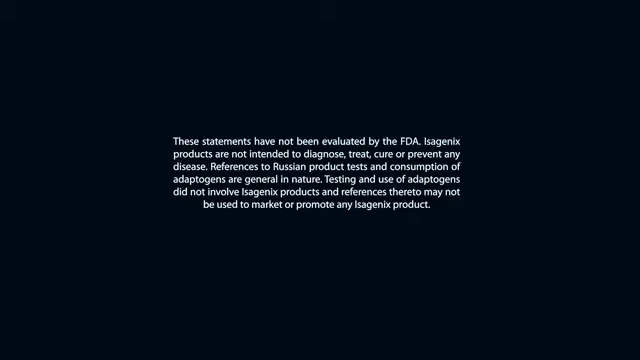 These statements have not been evaluated by the FDA. Isagenix
products are not intended to diagnose, treat, cure or prevent any
disease. References to Russian product tests and consumption of
adaptogens are general in nature. Testing and use of adaptogens
did not involve Isagenix products and references thereto may not
be used to market or promote any Isagenix product.